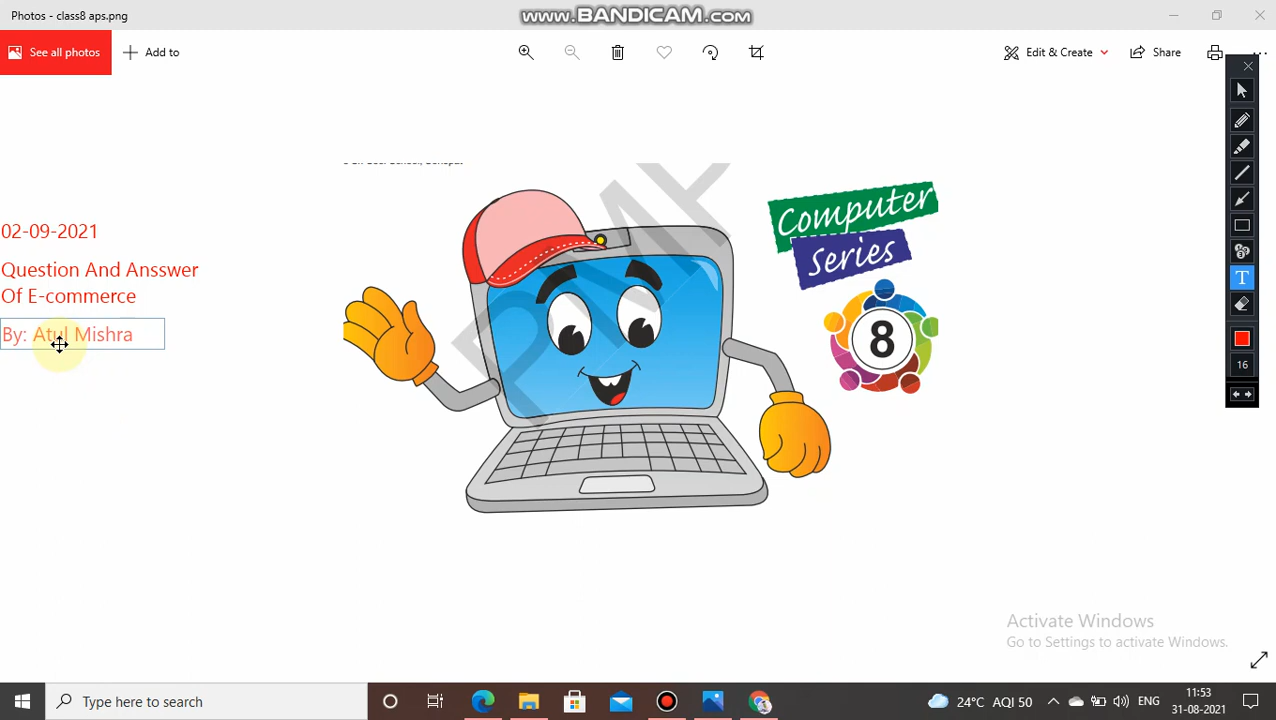 Photos - class8 aps.png
www.BANDICAM.com
See all photos
Add to
Edit & Create
Share
Computer
Series
8
02-09-2021
Question And Ansswer
Of E-commerce
By: Atul Mishra
T
16
Activate Windows
Go to Settings to activate Windows.
Type here to search
24°C AQI 50
ENG
11:53
31-08-2021